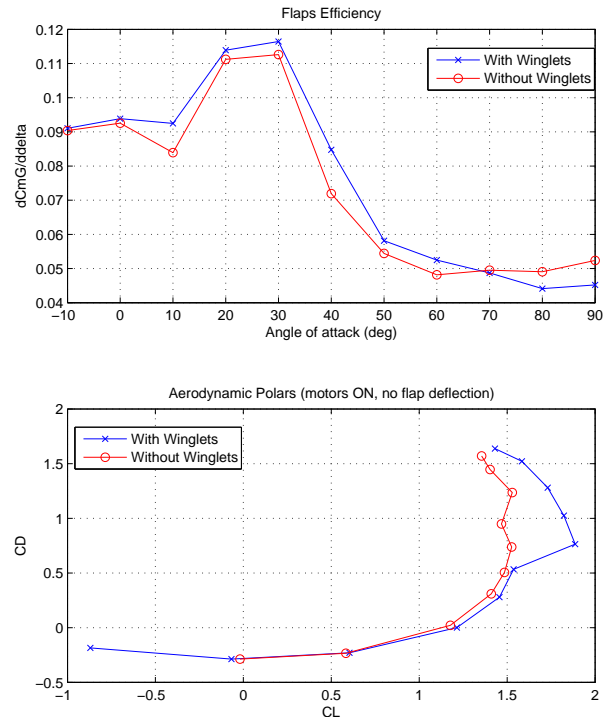 Flaps Efficiency
0.12
0.11
0.1
0.09
0.08
0.07
0.06
0.05
0.04
dCmG/ddelta
With Winglets
Without Winglets
−10 0 10 20 30 40 50 60 70 80 90
Angle of attack (deg)
Aerodynamic Polars (motors ON, no flap deflection)
2
1.5
1
0.5
0
−0.5
CD
With Winglets
Without Winglets
−1 −0.5 0 0.5 1 1.5 2
CL